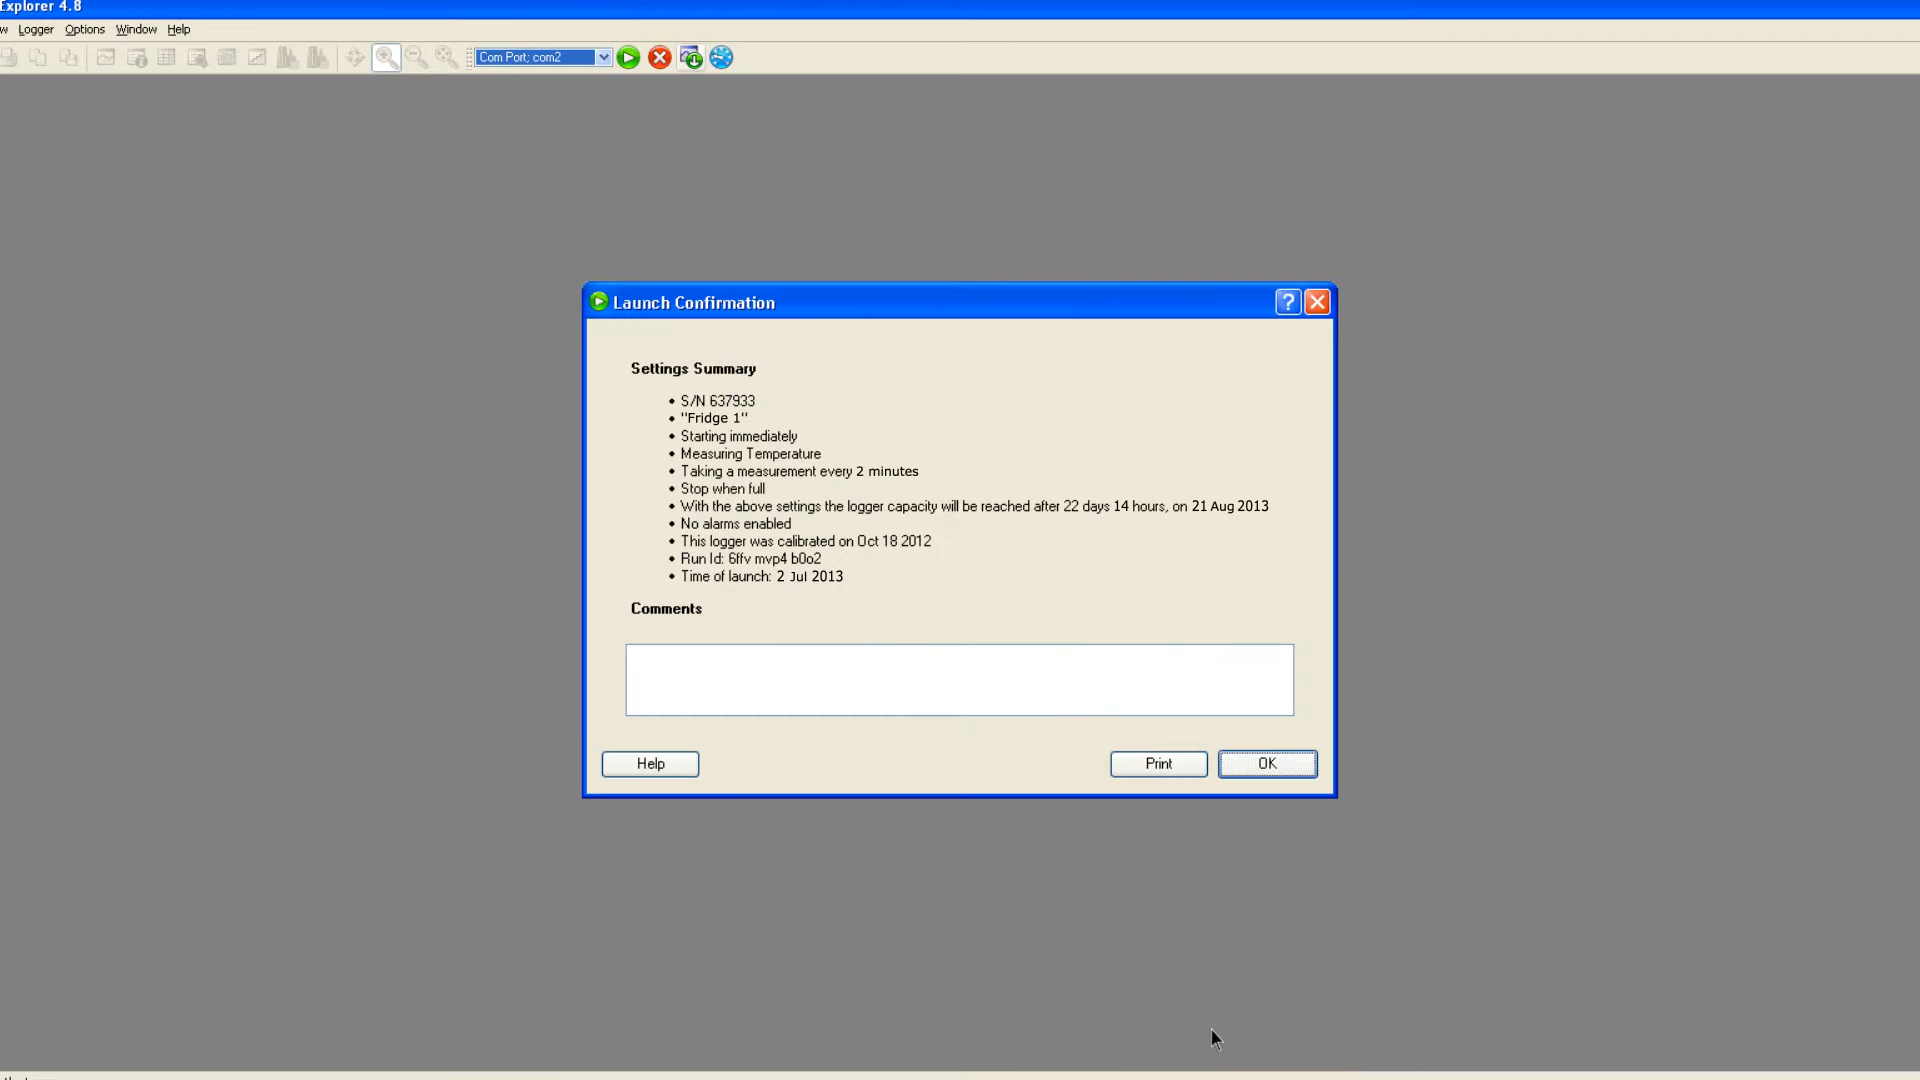 Explorer 4.8
w Logger Options Window Help
Com Port; com2
Launch Confirmation
Settings Summary
• S/N 637933
• "Fridge 1"
• Starting immediately
• Measuring Temperature
• Taking a measurement every 2 minutes
• Stop when full
• With the above settings the logger capacity will be reached after 22 days 14 hours, on 21 Aug 2013
• No alarms enabled
• This logger was calibrated on Oct 18 2012
• Run Id: 6ffv mvp4 b0o2
• Time of launch: 2 Jul 2013
Comments
Help Print OK